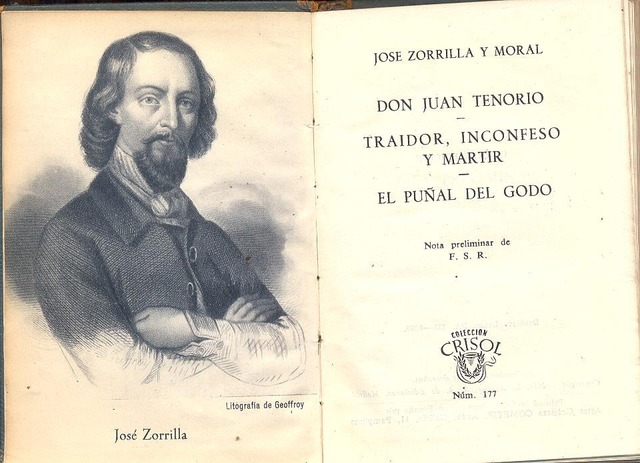 Litografía de Geoffroy
José Zorrilla
JOSE ZORRILLA Y MORAL
DON JUAN TENORIO
TRAIDOR, INCONFESO
Y MARTIR
EL PUÑAL DEL GODO
Nota preliminar de
F. S. R.
COLECCION
CRISOL
Núm. 177